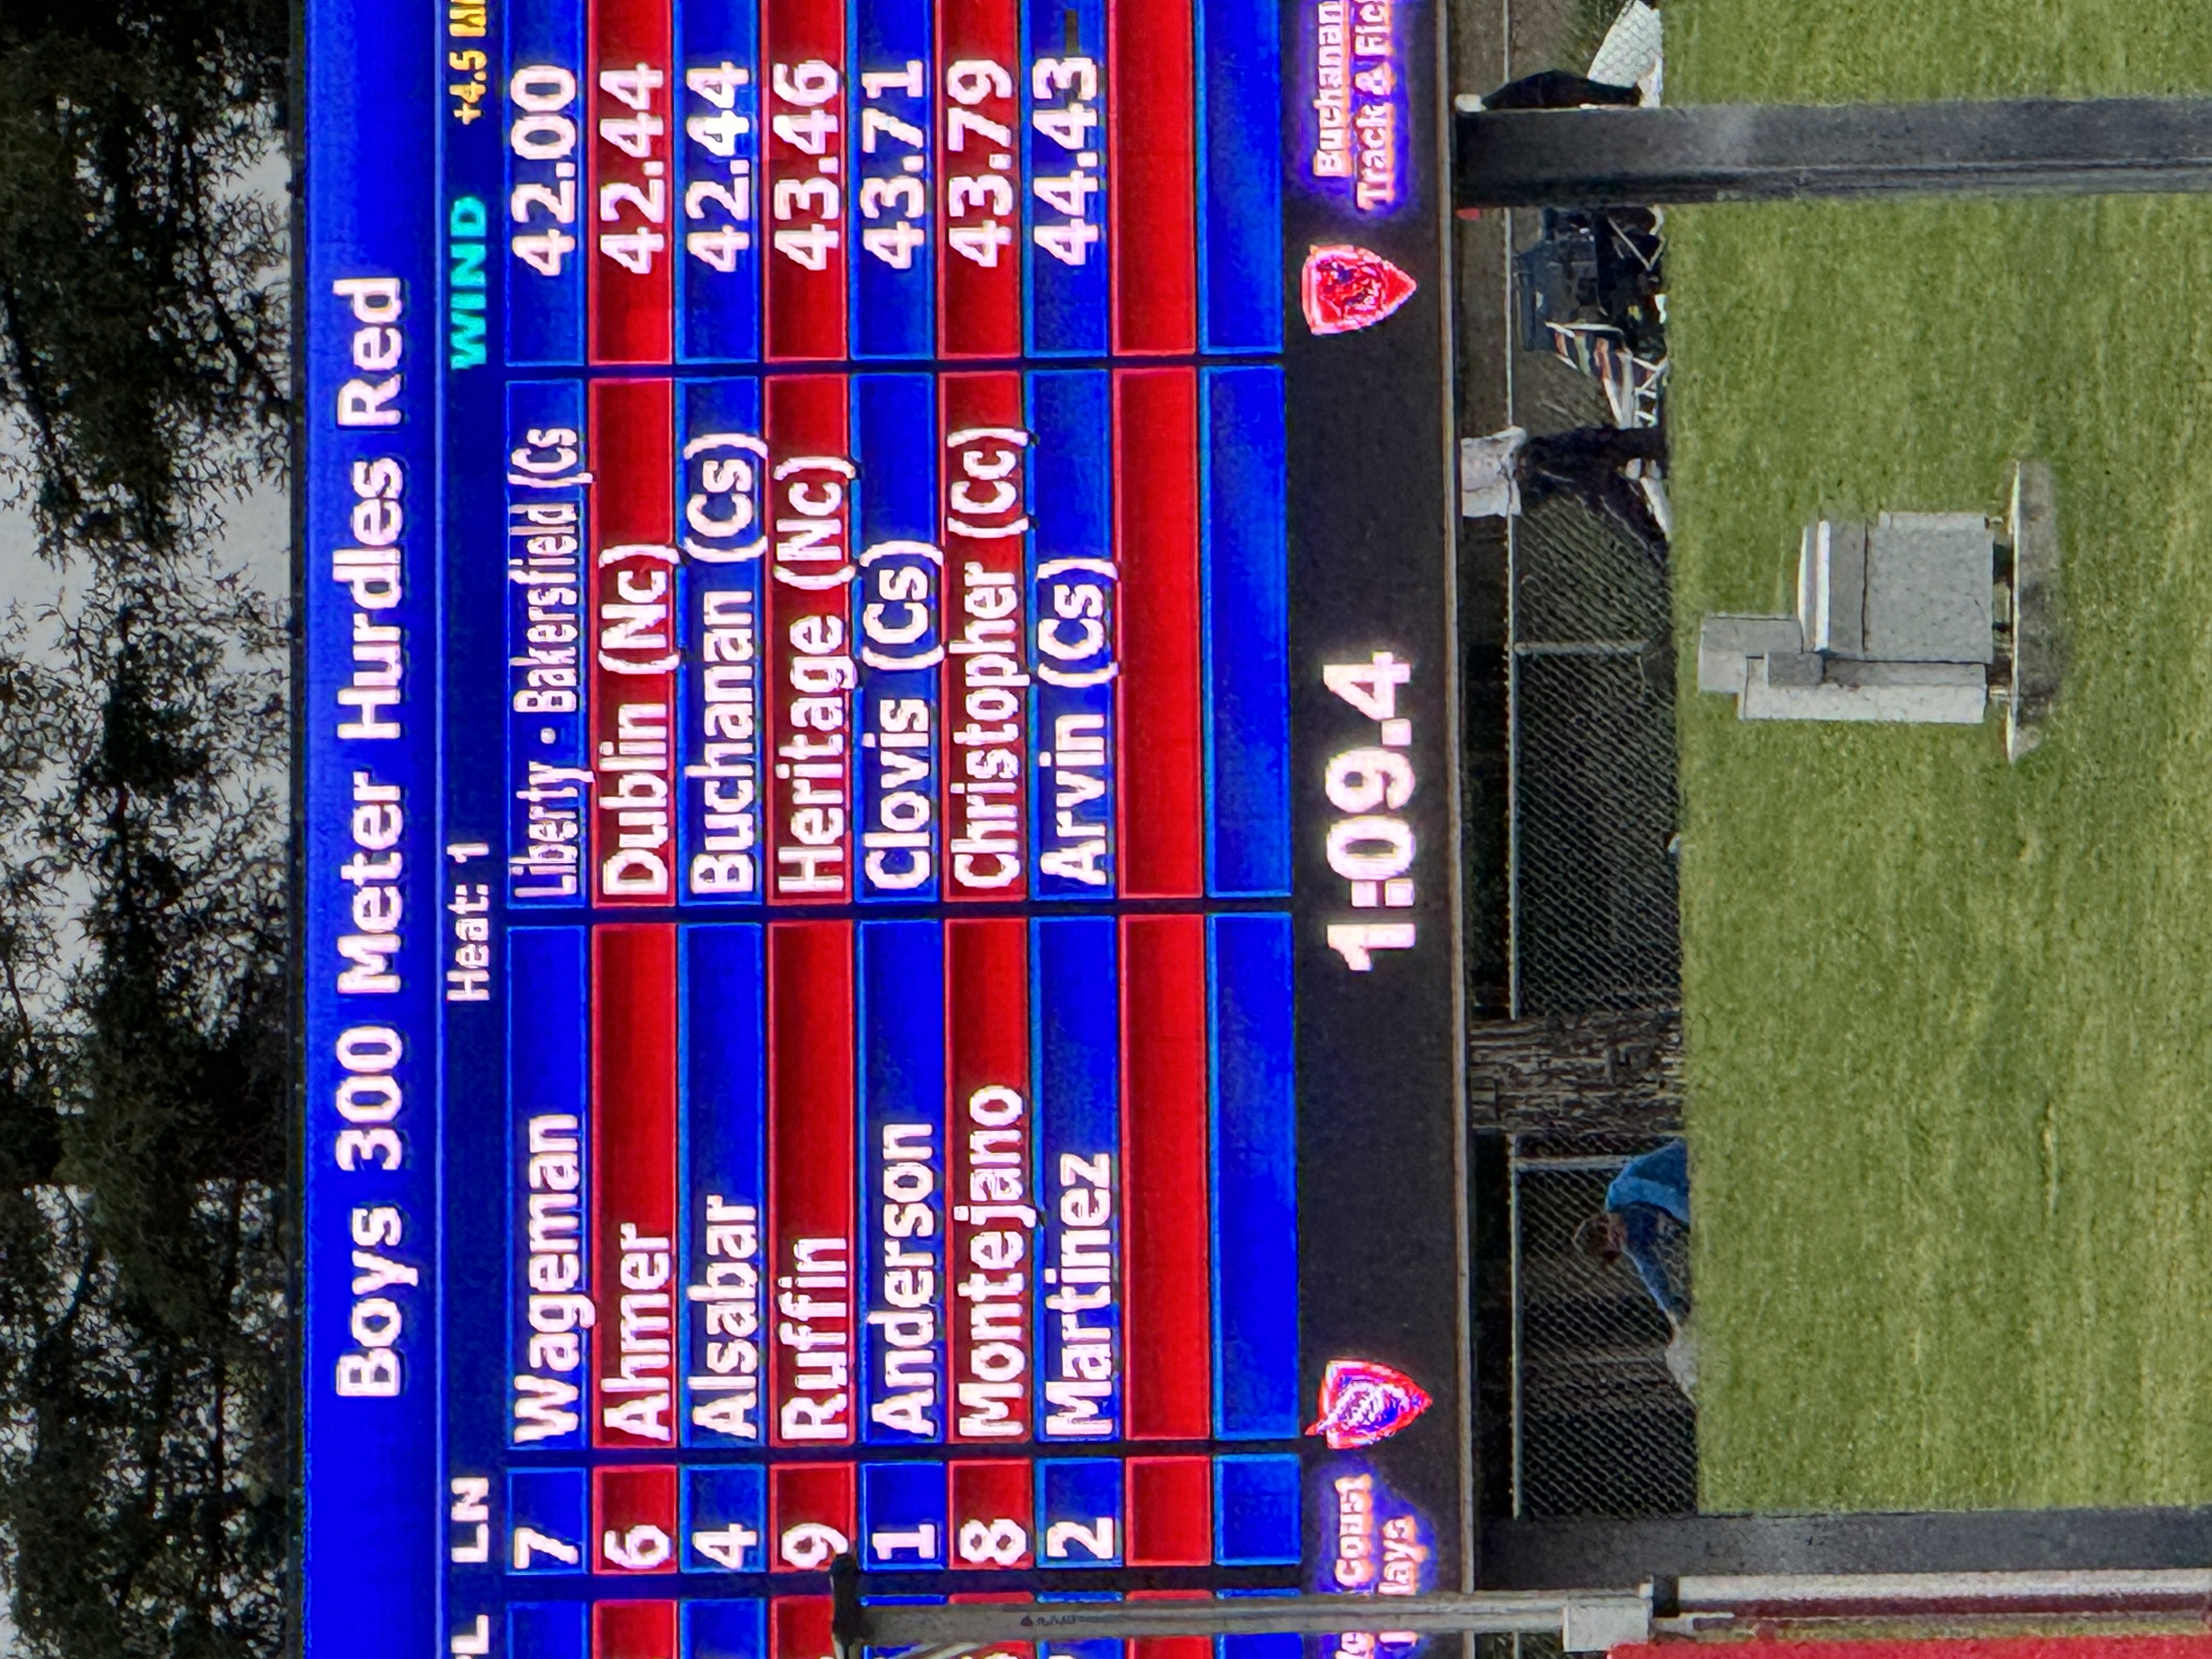 Boys 300 Meter Hurdles Red
LN Heat: 1 WIND +4.5
7 Wageman Liberty - Bakersfield (Cs 42.00
6 Ahmer Dublin (Nc) 42.44
4 Alsabar Buchanan (Cs) 42.44
9 Ruffin Heritage (Nc) 43.46
1 Anderson Clovis (Cs) 43.71
8 Montejano Christopher (Cc) 43.79
2 Martinez Arvin (Cs) 44.43
Coast
1:09.4
Buchanan
Track &